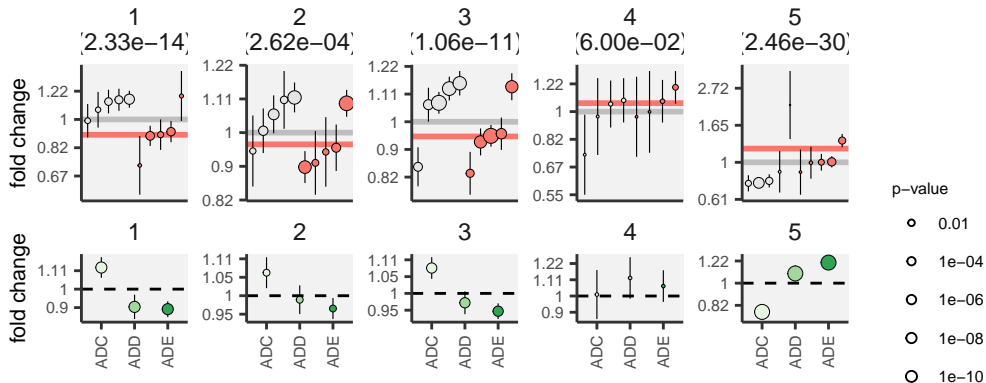 1 2 3 4 5
(2.33e−14) (2.62e−04) (1.06e−11) (6.00e−02) (2.46e−30)
fold change
1.22
1
0.82
0.67
1.22
1.11
1
0.9
0.82
1.22
1.11
1
0.9
0.82
1.22
1
0.82
0.67
0.55
2.72
1.65
1
0.61
1 2 3 4 5
fold change
1.11
1
0.9
1.1
1.05
1
0.95
1.11
1.05
1
0.95
1.22
1.11
1
0.9
1.22
1
0.82
ADC ADD ADE
ADC ADD ADE
ADC ADD ADE
ADC ADD ADE
ADC ADD ADE
p−value
0.01
1e−04
1e−06
1e−08
1e−10